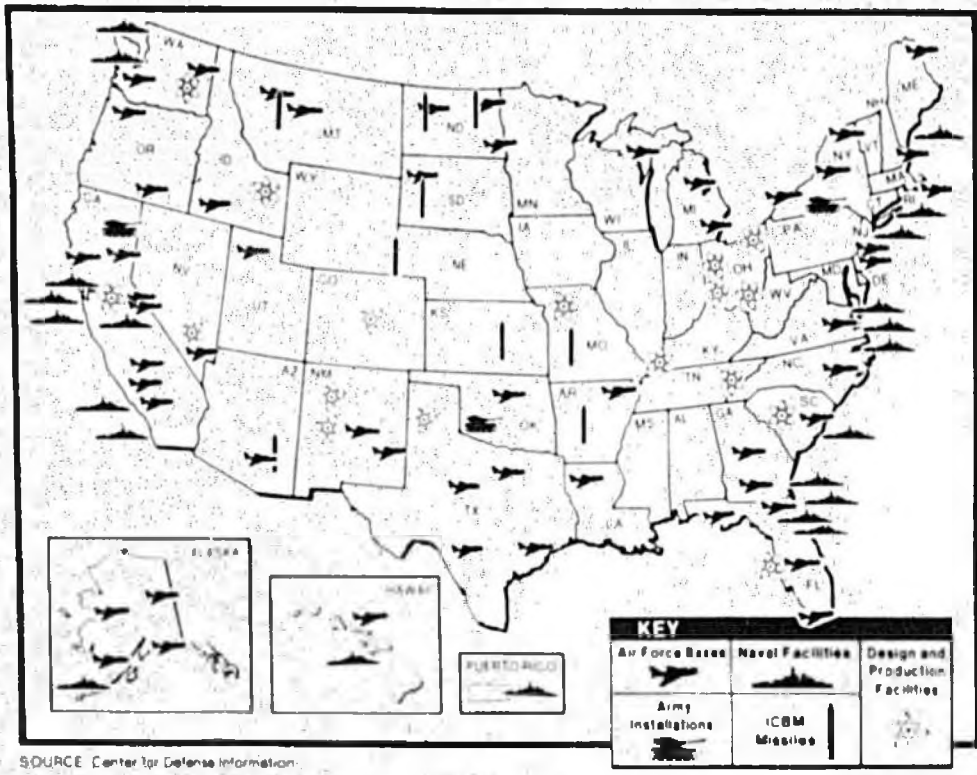 WA
ME
MT
ND
NH
VT
OR
ID
NY
MA
WY
SD
MN
WI
MI
RI
CA
IA
PA
NJ
NV
NE
IL
IN
OH
MD
DE
UT
CO
WV
KS
MO
KY
VA
AZ
NM
TN
NC
OK
AR
SC
MS
AL
GA
TX
LA
FL
ALASKA
HAWAII
PUERTO RICO
KEY
Air Force Bases
Naval Facilities
Design and
Production
Facilities
Army
Installations
ICBM
Missiles
SOURCE Center for Defense Information